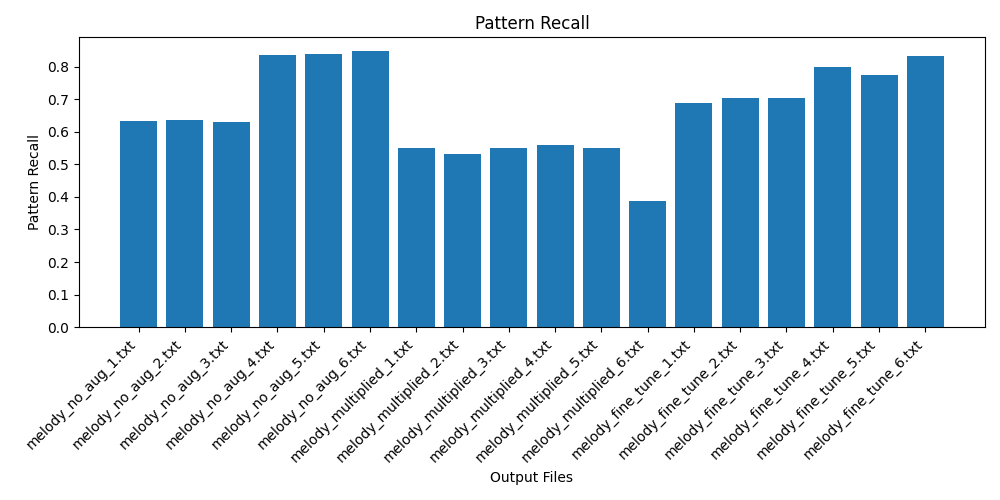 Pattern Recall
Pattern Recall
0.8
0.7
0.6
0.5
0.4
0.3
0.2
0.1
0.0
melody_no_aug_1.txt
melody_no_aug_2.txt
melody_no_aug_3.txt
melody_no_aug_4.txt
melody_no_aug_5.txt
melody_no_aug_6.txt
melody_multiplied_1.txt
melody_multiplied_2.txt
melody_multiplied_3.txt
melody_multiplied_4.txt
melody_multiplied_5.txt
melody_multiplied_6.txt
melody_fine_tune_1.txt
melody_fine_tune_2.txt
melody_fine_tune_3.txt
melody_fine_tune_4.txt
melody_fine_tune_5.txt
melody_fine_tune_6.txt
Output Files